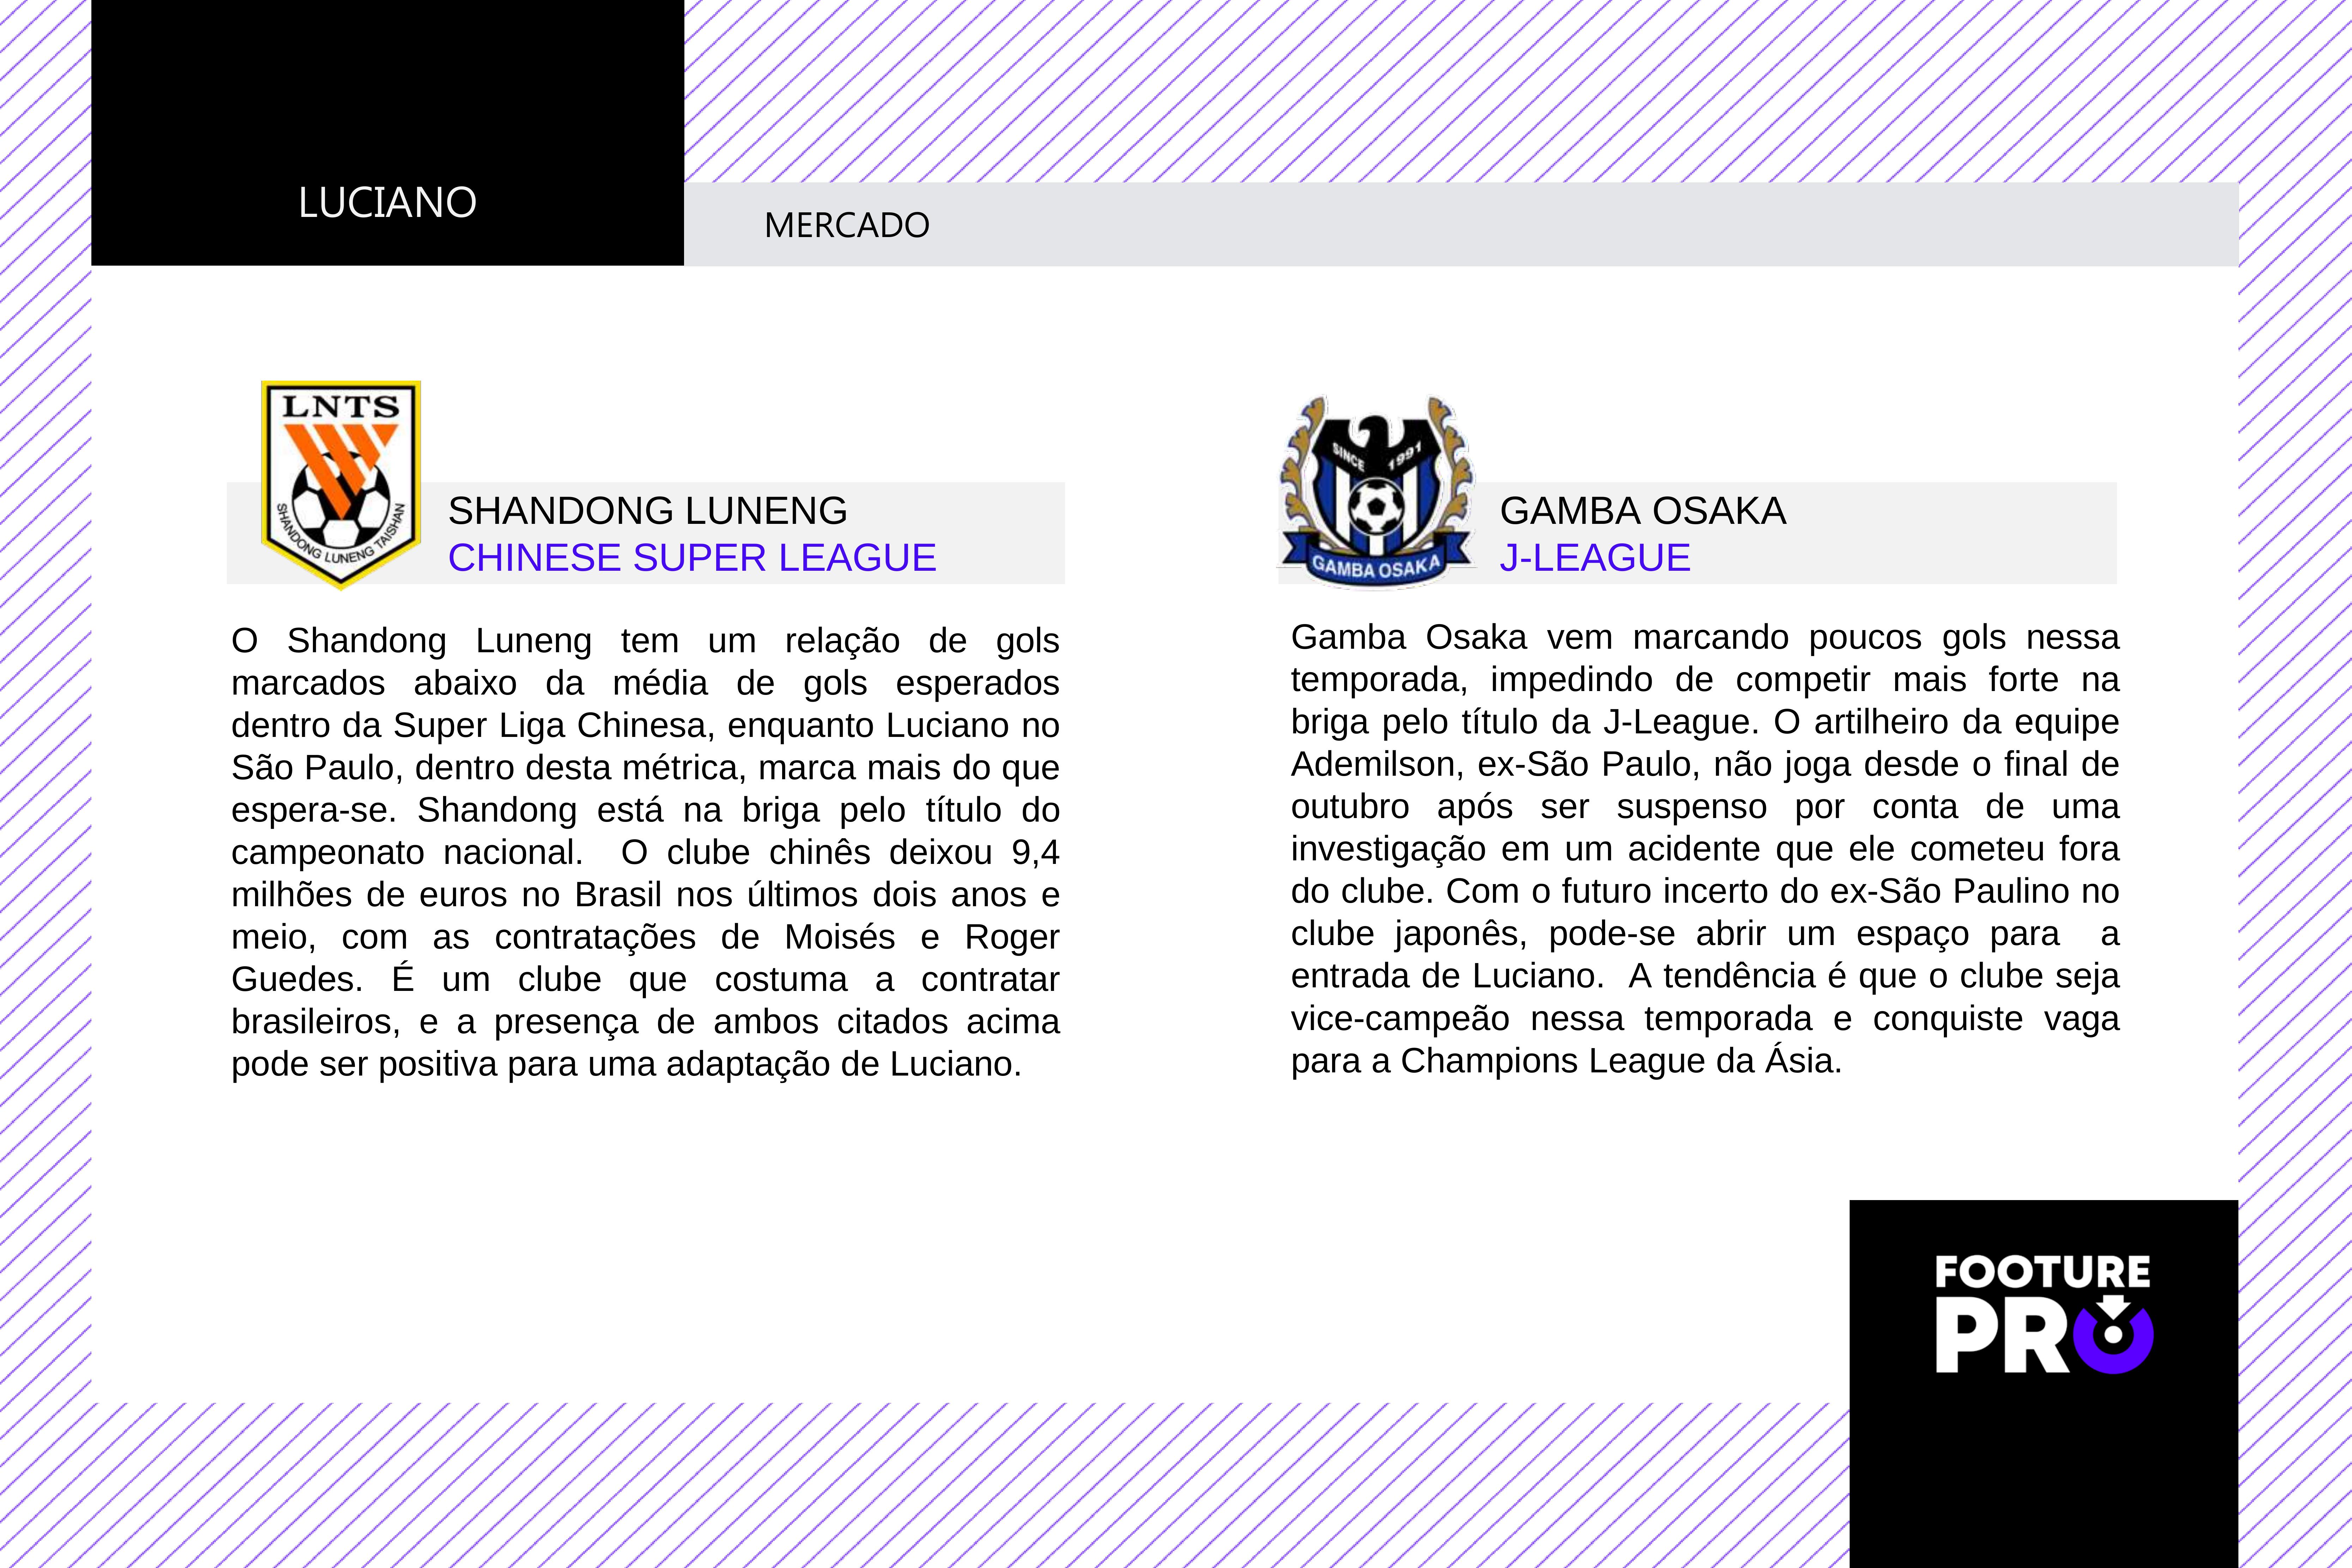 LUCIANO
MERCADO
LNTS
SHANDONG LUNENG TAISHAN
SHANDONG LUNENG
CHINESE SUPER LEAGUE
O Shandong Luneng tem um relação de gols
marcados abaixo da média de gols esperados
dentro da Super Liga Chinesa, enquanto Luciano no
São Paulo, dentro desta métrica, marca mais do que
espera-se. Shandong está na briga pelo título do
campeonato nacional.  O clube chinês deixou 9,4
milhões de euros no Brasil nos últimos dois anos e
meio, com as contratações de Moisés e Roger
Guedes. É um clube que costuma a contratar
brasileiros, e a presença de ambos citados acima
pode ser positiva para uma adaptação de Luciano.
SINCE 1991
GAMBA OSAKA
GAMBA OSAKA
J-LEAGUE
Gamba Osaka vem marcando poucos gols nessa
temporada, impedindo de competir mais forte na
briga pelo título da J-League. O artilheiro da equipe
Ademilson, ex-São Paulo, não joga desde o final de
outubro após ser suspenso por conta de uma
investigação em um acidente que ele cometeu fora
do clube. Com o futuro incerto do ex-São Paulino no
clube japonês, pode-se abrir um espaço para  a
entrada de Luciano.  A tendência é que o clube seja
vice-campeão nessa temporada e conquiste vaga
para a Champions League da Ásia.
FOOTURE
PRO